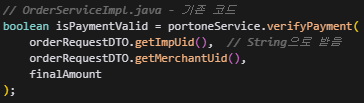 // OrderServiceImpl.java - 기존 코드
boolean isPaymentValid = portoneService.verifyPayment(
    orderRequestDTO.getImpUid(),  // String으로 받음
    orderRequestDTO.getMerchantUid(),
    finalAmount
);